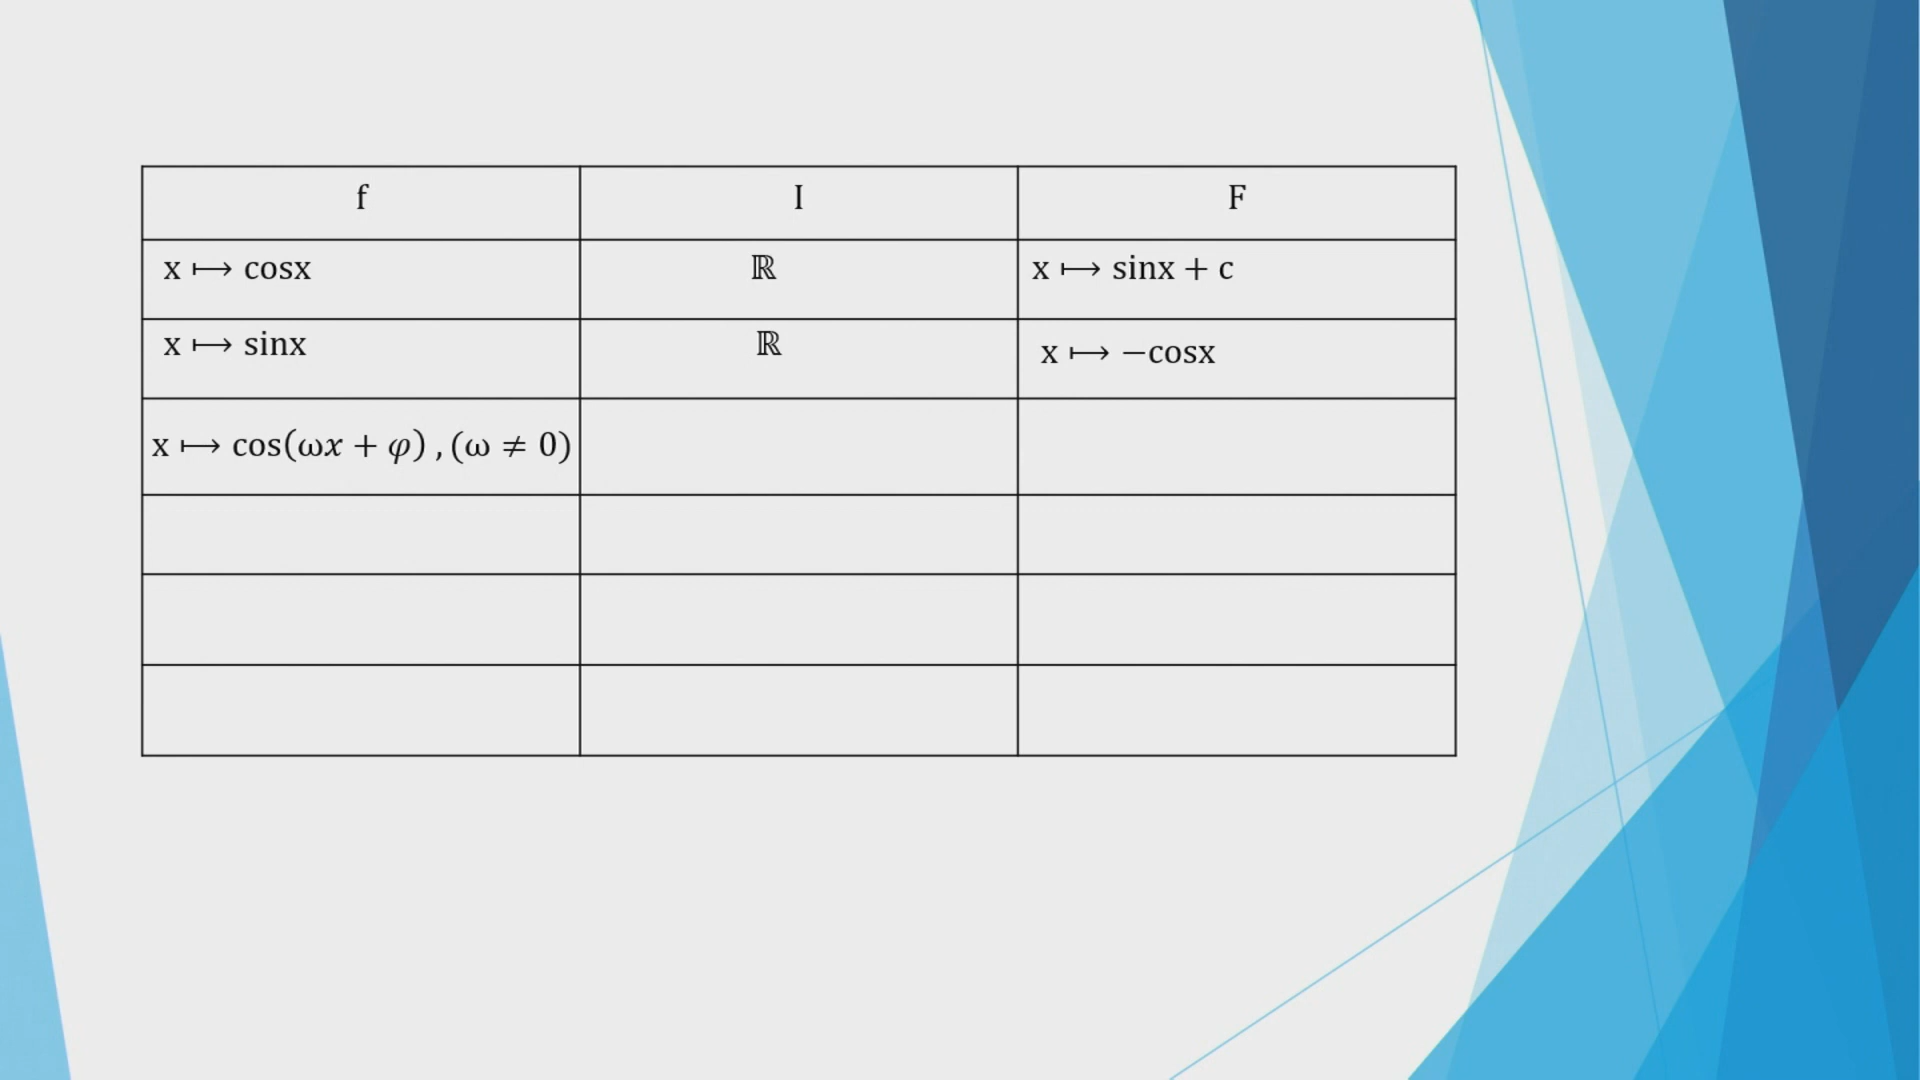 f I F
x ⟼ cosx ℝ x ⟼ sinx + c
x ⟼ sinx ℝ x ⟼ −cosx
x ⟼ cos(ωx + φ) , (ω ≠ 0)